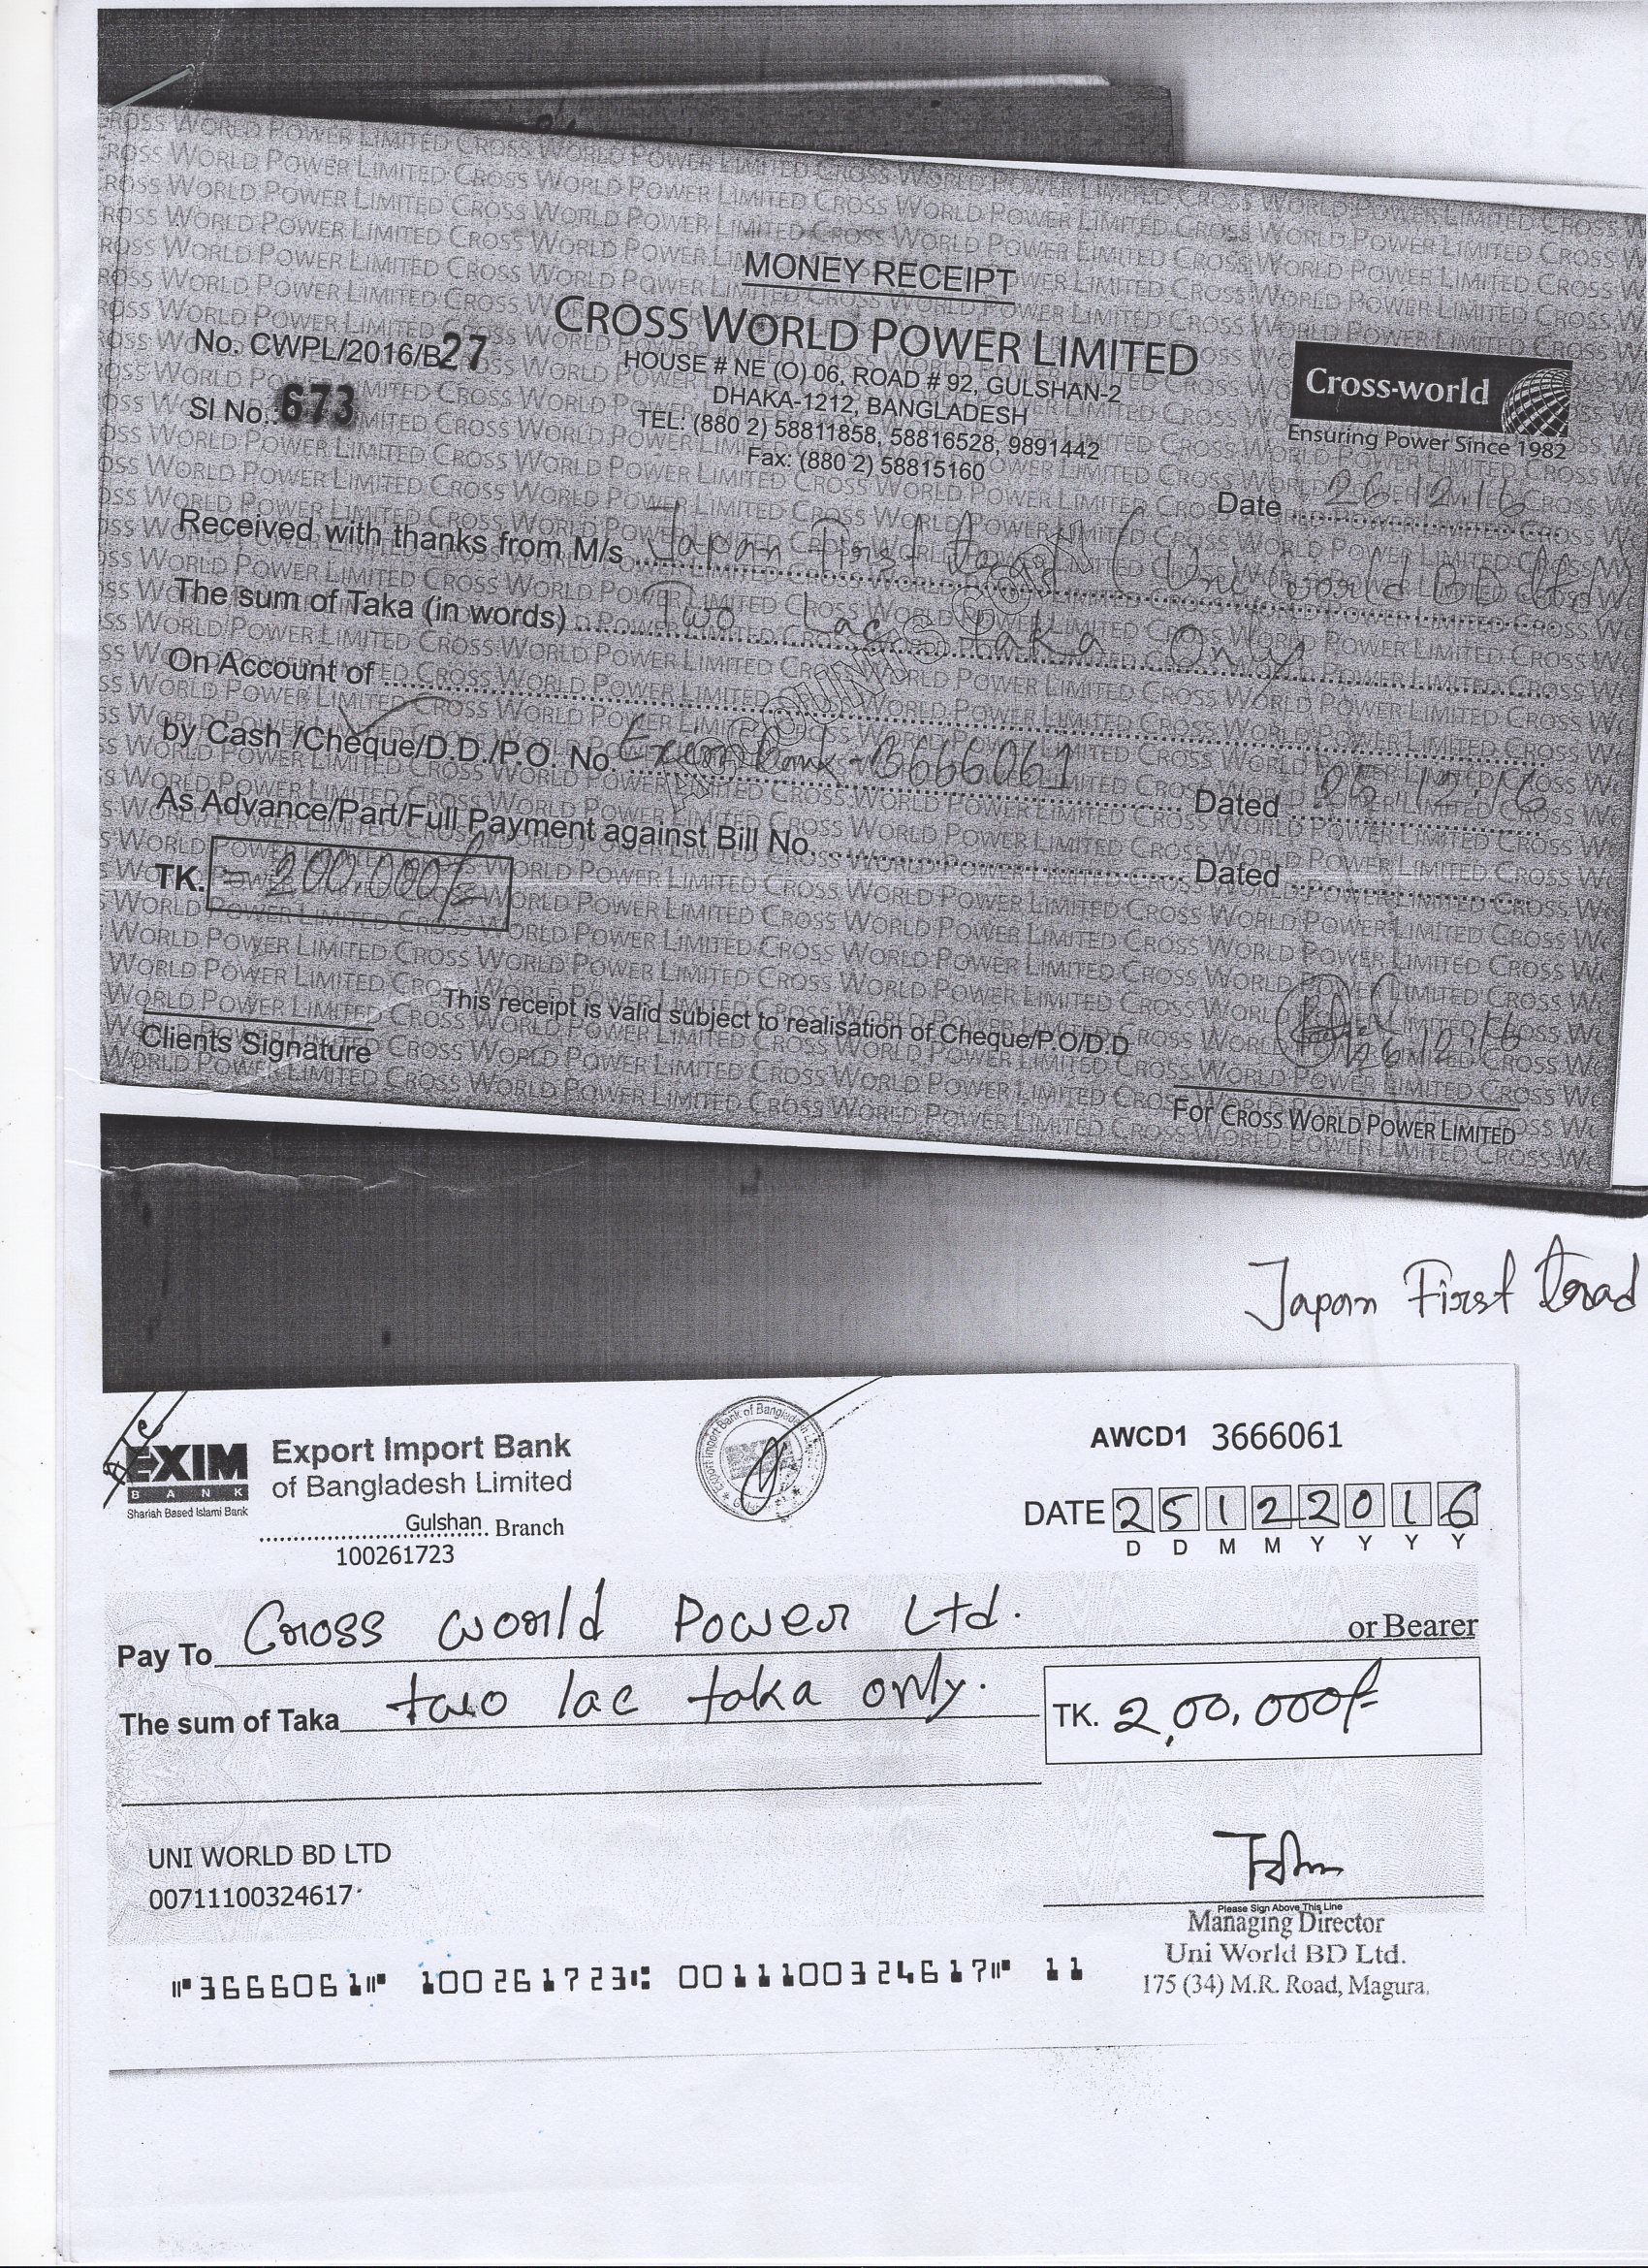 MONEY RECEIPT
CROSS WORLD POWER LIMITED
No. CWPL/2016/B27
HOUSE # NE (O) 06, ROAD # 92, GULSHAN-2
DHAKA-1212, BANGLADESH
Sl No.: 673
TEL: (880 2) 58811858, 58816528, 9891442
Fax: (880 2) 58815160
Cross-world
Ensuring Power Since 1982
Date 26.12.16
Received with thanks from M/s Japan First (Uni World BD Ltd)
The sum of Taka (in words) Two Lac taka Only
On Account of
by Cash /Cheque/D.D./P.O. No. Exim Bank - 3666061 Dated 25.12.16
As Advance/Part/Full Payment against Bill No. Dated
TK. = 200,000/=
ACCOUNTS COPY
This receipt is valid subject to realisation of Cheque/P.O/D.D
26.12.16
Clients Signature
For CROSS WORLD POWER LIMITED
Japan First trad
EXIM
BANK
Shariah Based Islami Bank
Export Import Bank
of Bangladesh Limited
Gulshan Branch
100261723
AWCD1 3666061
DATE 25122016
D D M M Y Y Y Y
Pay To Cross World Power Ltd. or Bearer
The sum of Taka two lac taka only. TK. 2,00,000/=
UNI WORLD BD LTD
00711100324617
Please Sign Above This Line
Managing Director
Uni World BD Ltd.
175 (34) M.R. Road, Magura.
⑈3666061⑈ 100261723⑆ 0011100324617⑈ 11